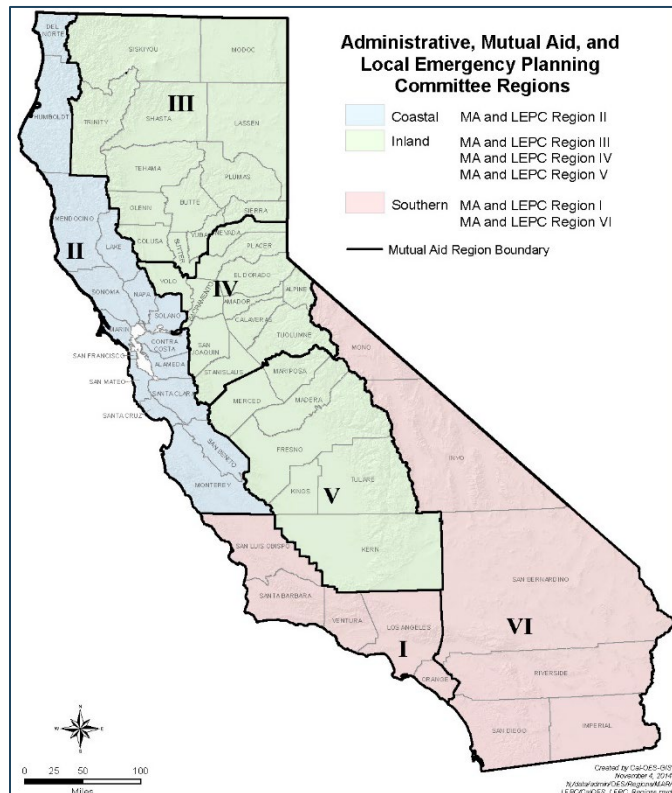 Administrative, Mutual Aid, and
Local Emergency Planning
Committee Regions
Coastal MA and LEPC Region II
Inland MA and LEPC Region III
MA and LEPC Region IV
MA and LEPC Region V
Southern MA and LEPC Region I
MA and LEPC Region VI
Mutual Aid Region Boundary
DEL
NORTE
SISKIYOU
MODOC
HUMBOLDT
III
TRINITY
SHASTA
LASSEN
TEHAMA
PLUMAS
MENDOCINO
GLENN
BUTTE
SIERRA
II
LAKE
COLUSA
SUTTER
YUBA
NEVADA
PLACER
SONOMA
NAPA
YOLO
IV
EL DORADO
SACRAMENTO
AMADOR
ALPINE
MARIN
SOLANO
CALAVERAS
CONTRA
COSTA
SAN
JOAQUIN
TUOLUMNE
MONO
SAN FRANCISCO
ALAMEDA
STANISLAUS
MARIPOSA
SAN MATEO
SANTA CLARA
MERCED
MADERA
SANTA CRUZ
SAN BENITO
FRESNO
INYO
MONTEREY
KINGS
TULARE
V
SAN LUIS OBISPO
KERN
SAN BERNARDINO
SANTA BARBARA
VENTURA
LOS ANGELES
VI
I
ORANGE
RIVERSIDE
SAN DIEGO
IMPERIAL
N
W E
S
0 25 50 100
Miles
Created by Cal-OES-GIS
November 4, 2014